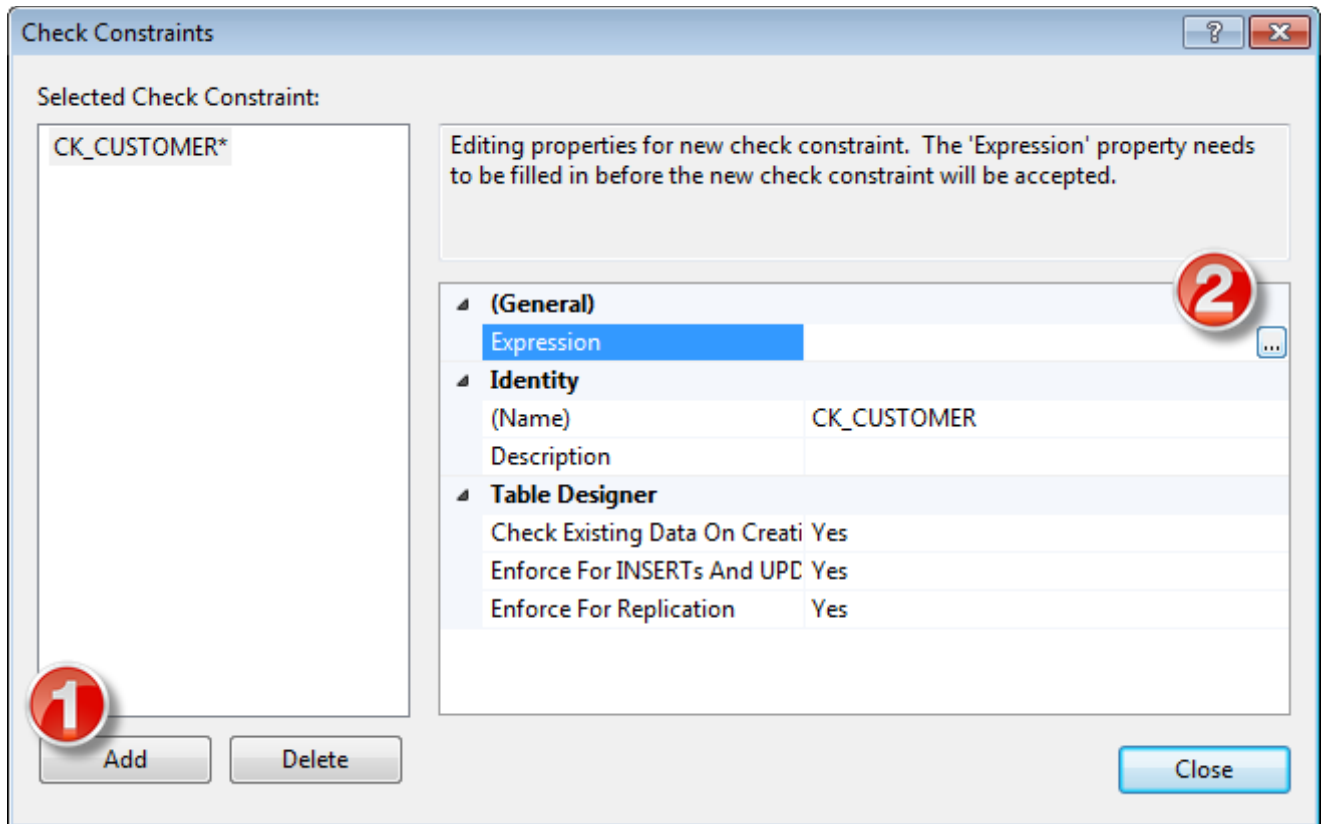 Check Constraints
Selected Check Constraint:
CK_CUSTOMER*
Editing properties for new check constraint.  The 'Expression' property needs
to be filled in before the new check constraint will be accepted.
2
(General)
Expression
...
Identity
(Name) CK_CUSTOMER
Description
Table Designer
Check Existing Data On Creati Yes
Enforce For INSERTs And UPD Yes
Enforce For Replication Yes
1
Add Delete
Close